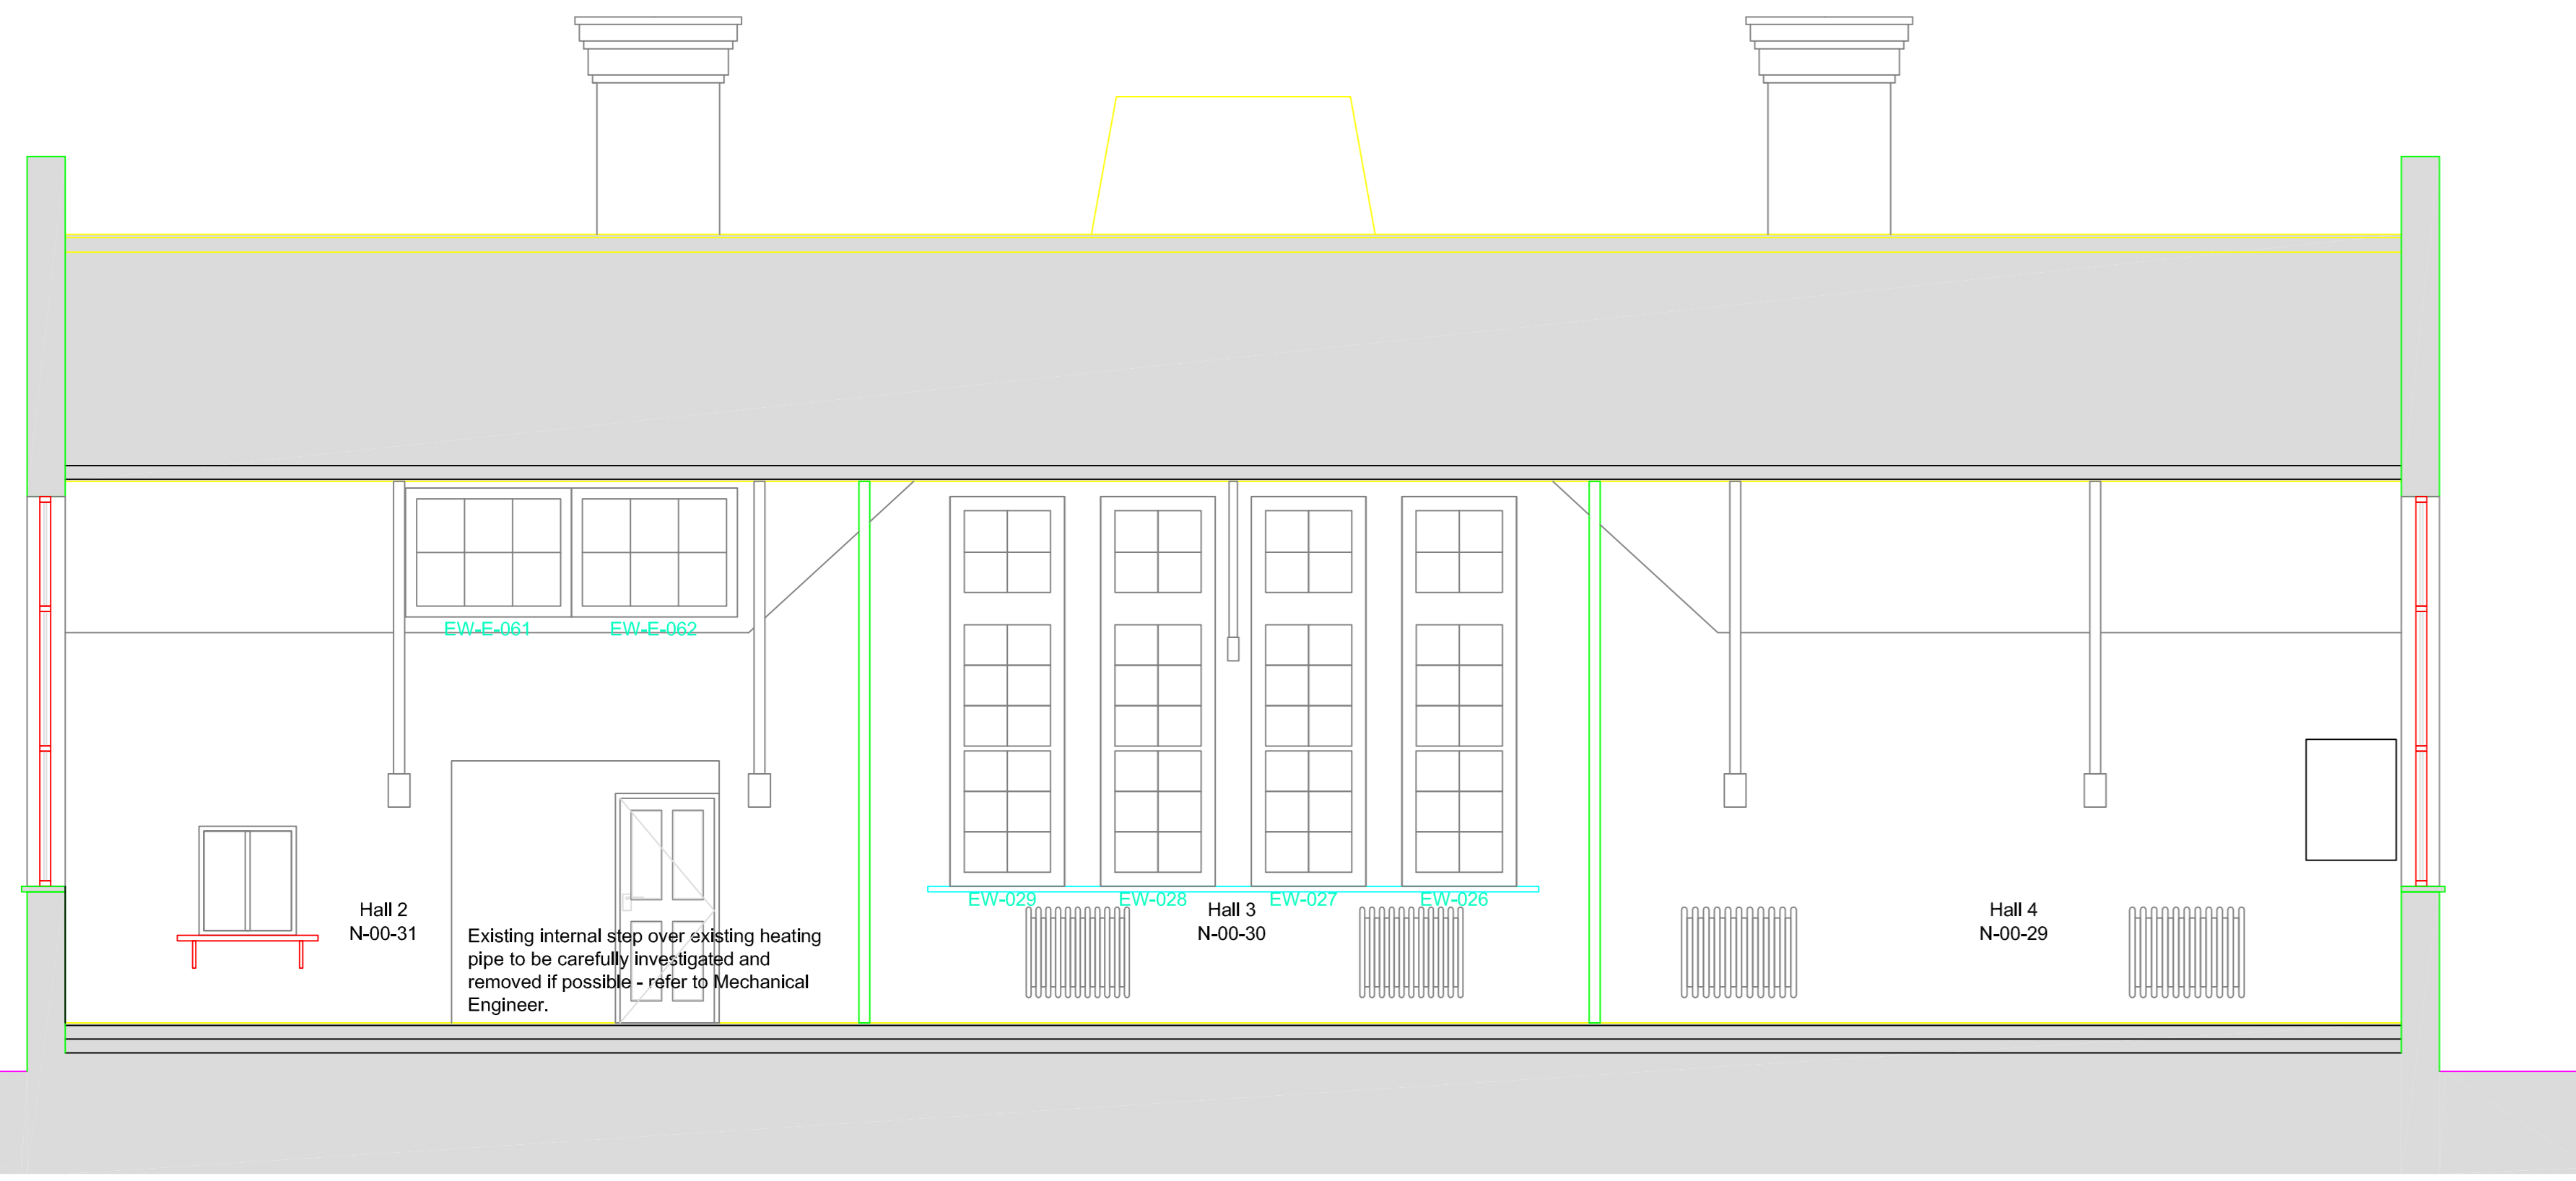 EW-E-061
EW-E-062
EW-029
EW-028
EW-027
EW-026
Hall 2
N-00-31
Existing internal step over existing heating
pipe to be carefully investigated and
removed if possible - refer to Mechanical
Engineer.
Hall 3
N-00-30
Hall 4
N-00-29